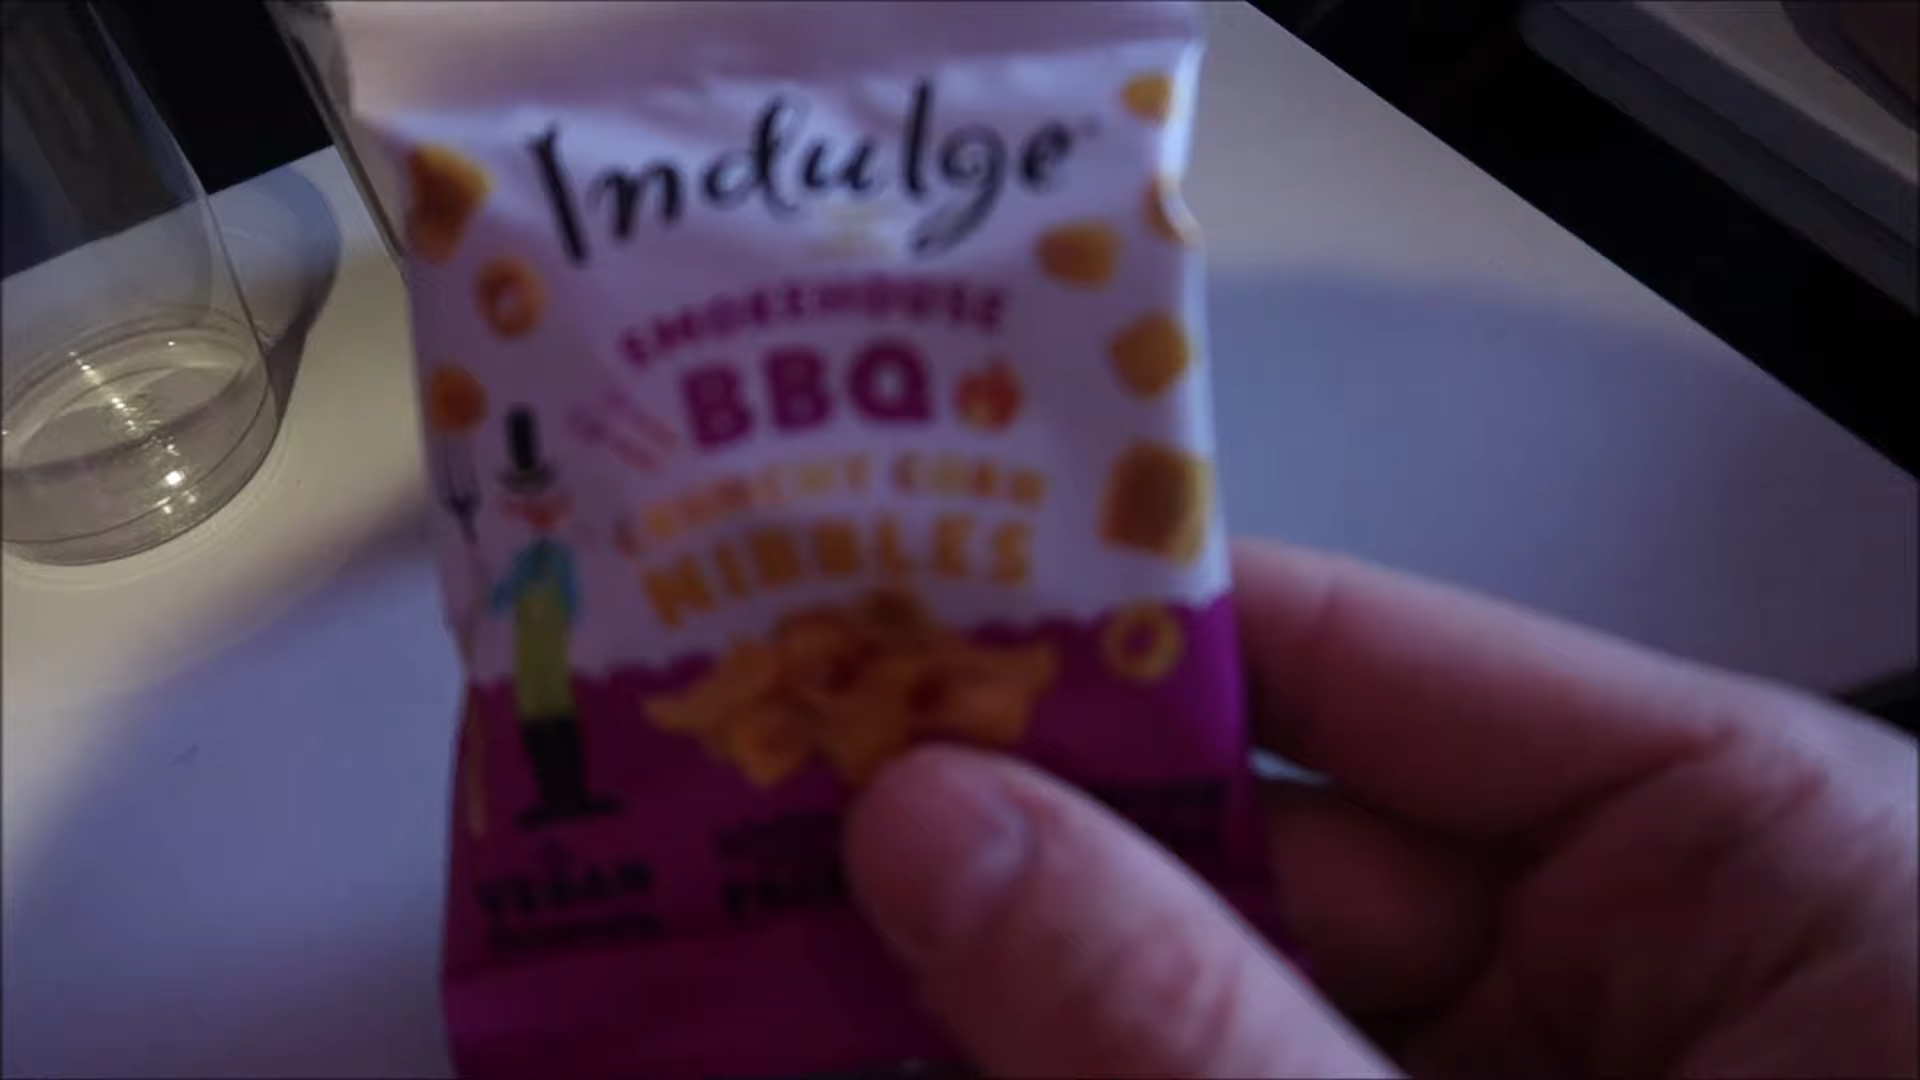 Indulge
SMOKEHOUSE
BBQ
CRUNCHY CORN
NIBBLES
VEGAN